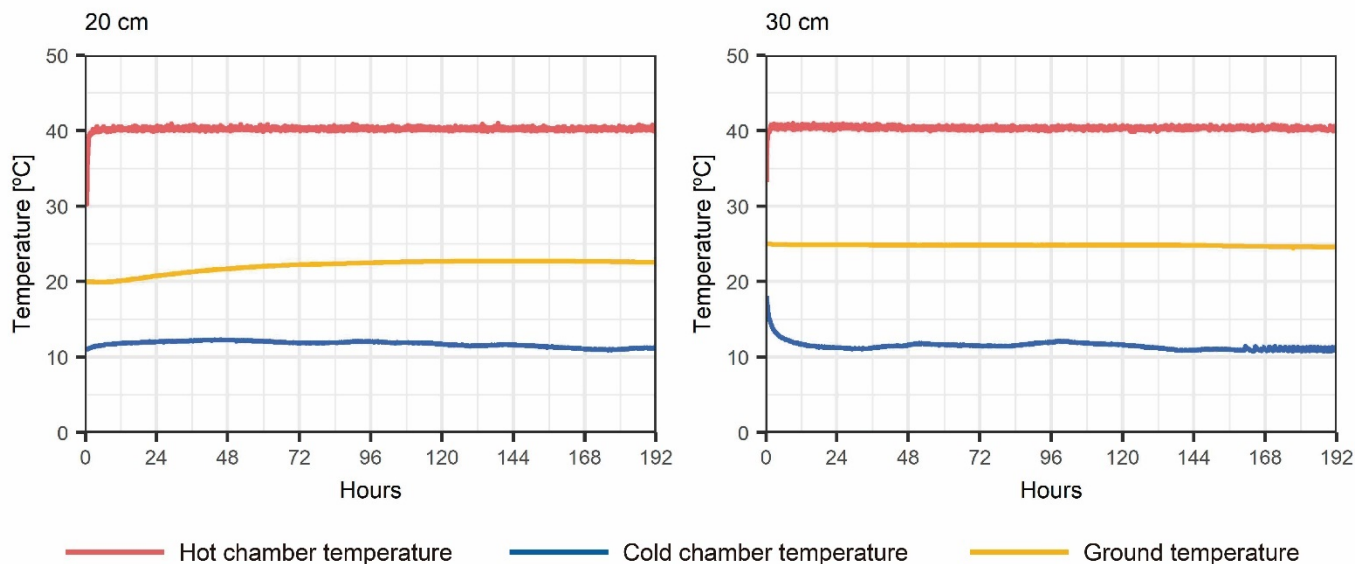 20 cm
50
40
30
20
10
0
Temperature [ºC]
0 24 48 72 96 120 144 168 192
Hours
30 cm
50
40
30
20
10
0
Temperature [ºC]
0 24 48 72 96 120 144 168 192
Hours
Hot chamber temperature Cold chamber temperature Ground temperature